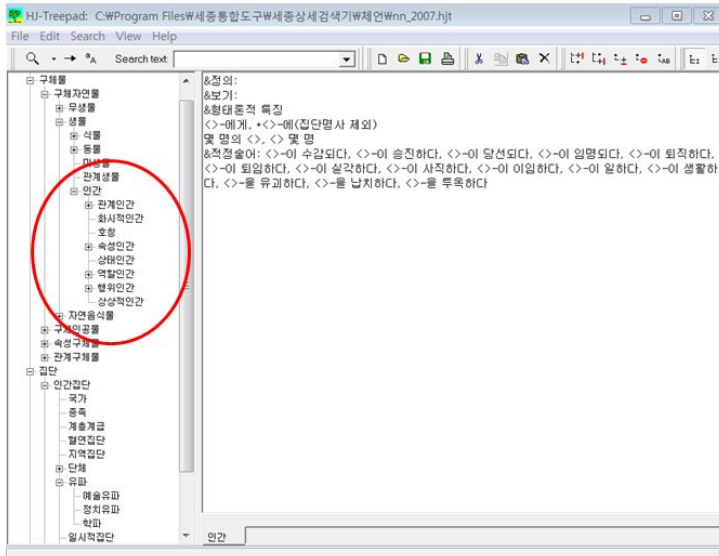 HJ-Treepad: C:₩Program Files₩세종통합도구₩세종상세검색기₩체언₩nn_2007.hjt
File Edit Search View Help
Search text:
구체물
구체자연물
무생물
생물
식물
동물
미생물
관계생물
인간
관계인간
화시적인간
호칭
속성인간
상태인간
역할인간
행위인간
상상적인간
자연음식물
구체인공물
속성구체물
관계구체물
집단
인간집단
국가
종족
계층계급
혈연집단
지역집단
단체
유파
예술유파
정치유파
학파
일시적집단
&정의:
&보기:
&형태론적 특징
<>-에게, *<>-에(집단명사 제외)
몇 명의 <>, <> 몇 명
&적정술어: <>-이 수감되다, <>-이 승진하다, <>-이 당선되다, <>-이 임명되다, <>-이 퇴직하다,
<>-이 퇴임하다, <>-이 실각하다, <>-이 사직하다, <>-이 이임하다, <>-이 일하다, <>-이 생활하
다, <>-을 유괴하다, <>-을 납치하다, <>-을 투옥하다
인간